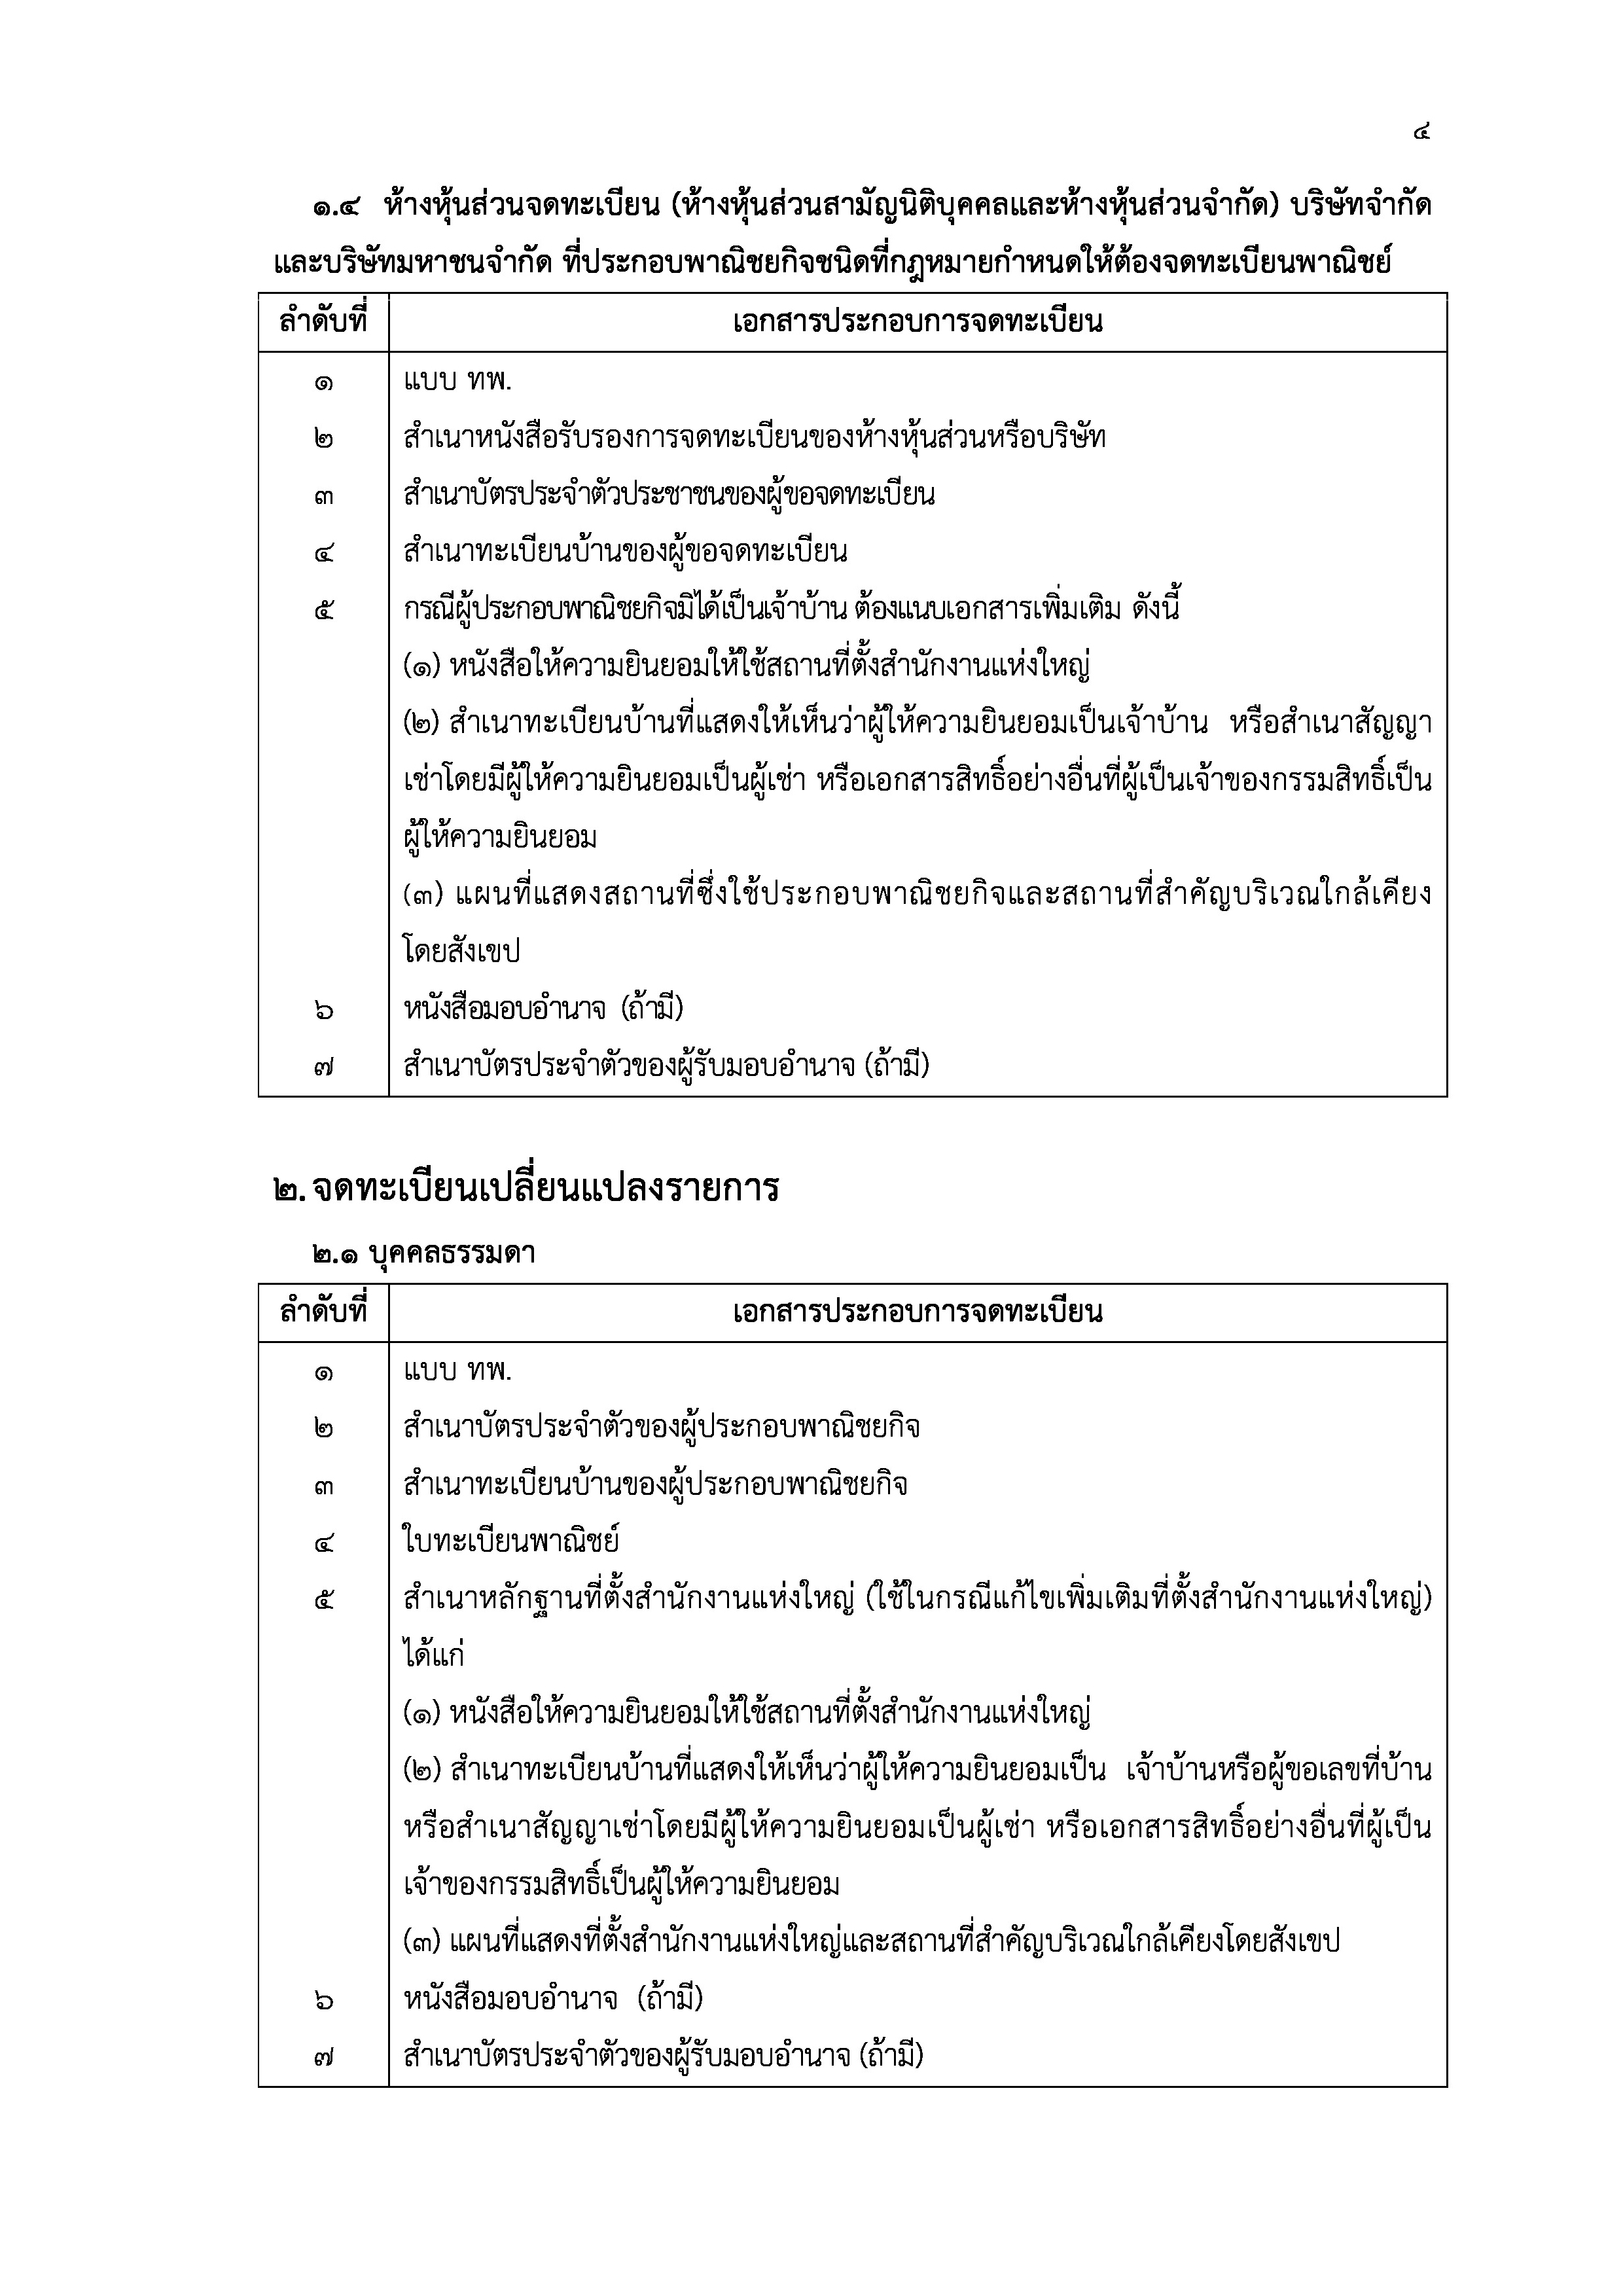 ๔
๑.๔ ห้างหุ้นส่วนจดทะเบียน (ห้างหุ้นส่วนสามัญนิติบุคคลและห้างหุ้นส่วนจำกัด) บริษัทจำกัด
และบริษัทมหาชนจำกัด ที่ประกอบพาณิชยกิจชนิดที่กฎหมายกำหนดให้ต้องจดทะเบียนพาณิชย์
ลำดับที่ เอกสารประกอบการจดทะเบียน
๑ แบบ ทพ.
๒ สำเนาหนังสือรับรองการจดทะเบียนของห้างหุ้นส่วนหรือบริษัท
๓ สำเนาบัตรประจำตัวประชาชนของผู้ขอจดทะเบียน
๔ สำเนาทะเบียนบ้านของผู้ขอจดทะเบียน
๕ กรณีผู้ประกอบพาณิชยกิจมิได้เป็นเจ้าบ้าน ต้องแนบเอกสารเพิ่มเติม ดังนี้
(๑) หนังสือให้ความยินยอมให้ใช้สถานที่ตั้งสำนักงานแห่งใหญ่
(๒) สำเนาทะเบียนบ้านที่แสดงให้เห็นว่าผู้ให้ความยินยอมเป็นเจ้าบ้าน หรือสำเนาสัญญา
เช่าโดยมีผู้ให้ความยินยอมเป็นผู้เช่า หรือเอกสารสิทธิ์อย่างอื่นที่ผู้เป็นเจ้าของกรรมสิทธิ์เป็น
ผู้ให้ความยินยอม
(๓) แผนที่แสดงสถานที่ซึ่งใช้ประกอบพาณิชยกิจและสถานที่สำคัญบริเวณใกล้เคียง
โดยสังเขป
๖ หนังสือมอบอำนาจ (ถ้ามี)
๗ สำเนาบัตรประจำตัวของผู้รับมอบอำนาจ (ถ้ามี)
๒. จดทะเบียนเปลี่ยนแปลงรายการ
๒.๑ บุคคลธรรมดา
ลำดับที่ เอกสารประกอบการจดทะเบียน
๑ แบบ ทพ.
๒ สำเนาบัตรประจำตัวของผู้ประกอบพาณิชยกิจ
๓ สำเนาทะเบียนบ้านของผู้ประกอบพาณิชยกิจ
๔ ใบทะเบียนพาณิชย์
๕ สำเนาหลักฐานที่ตั้งสำนักงานแห่งใหญ่ (ใช้ในกรณีแก้ไขเพิ่มเติมที่ตั้งสำนักงานแห่งใหญ่)
ได้แก่
(๑) หนังสือให้ความยินยอมให้ใช้สถานที่ตั้งสำนักงานแห่งใหญ่
(๒) สำเนาทะเบียนบ้านที่แสดงให้เห็นว่าผู้ให้ความยินยอมเป็น เจ้าบ้านหรือผู้ขอเลขที่บ้าน
หรือสำเนาสัญญาเช่าโดยมีผู้ให้ความยินยอมเป็นผู้เช่า หรือเอกสารสิทธิ์อย่างอื่นที่ผู้เป็น
เจ้าของกรรมสิทธิ์เป็นผู้ให้ความยินยอม
(๓) แผนที่แสดงที่ตั้งสำนักงานแห่งใหญ่และสถานที่สำคัญบริเวณใกล้เคียงโดยสังเขป
๖ หนังสือมอบอำนาจ (ถ้ามี)
๗ สำเนาบัตรประจำตัวของผู้รับมอบอำนาจ (ถ้ามี)